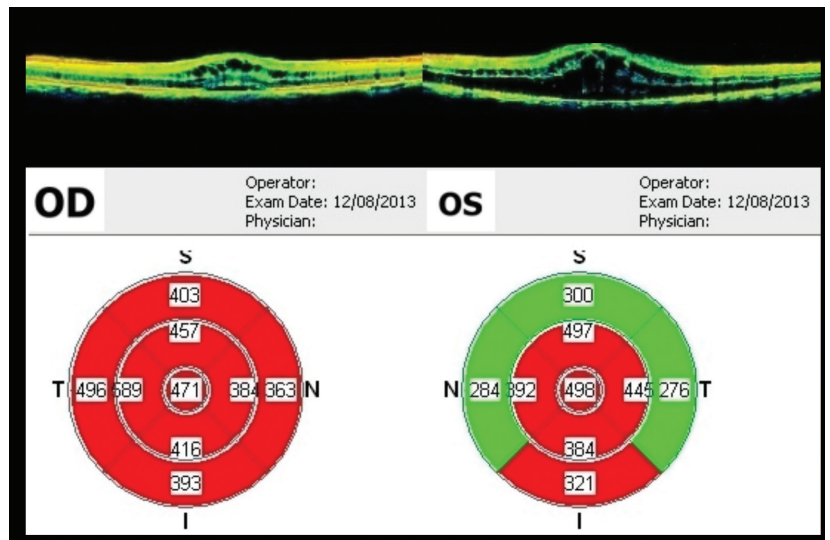 OD
Operator:
Exam Date: 12/08/2013
Physician:
OS
Operator:
Exam Date: 12/08/2013
Physician:
S
403
457
T 496 589 471 384 363 N
416
393
I
S
300
497
N 284 392 498 445 276 T
384
321
I